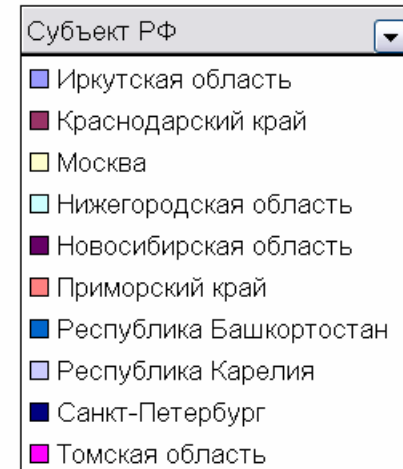 Субъект РФ
Иркутская область
Краснодарский край
Москва
Нижегородская область
Новосибирская область
Приморский край
Республика Башкортостан
Республика Карелия
Санкт-Петербург
Томская область